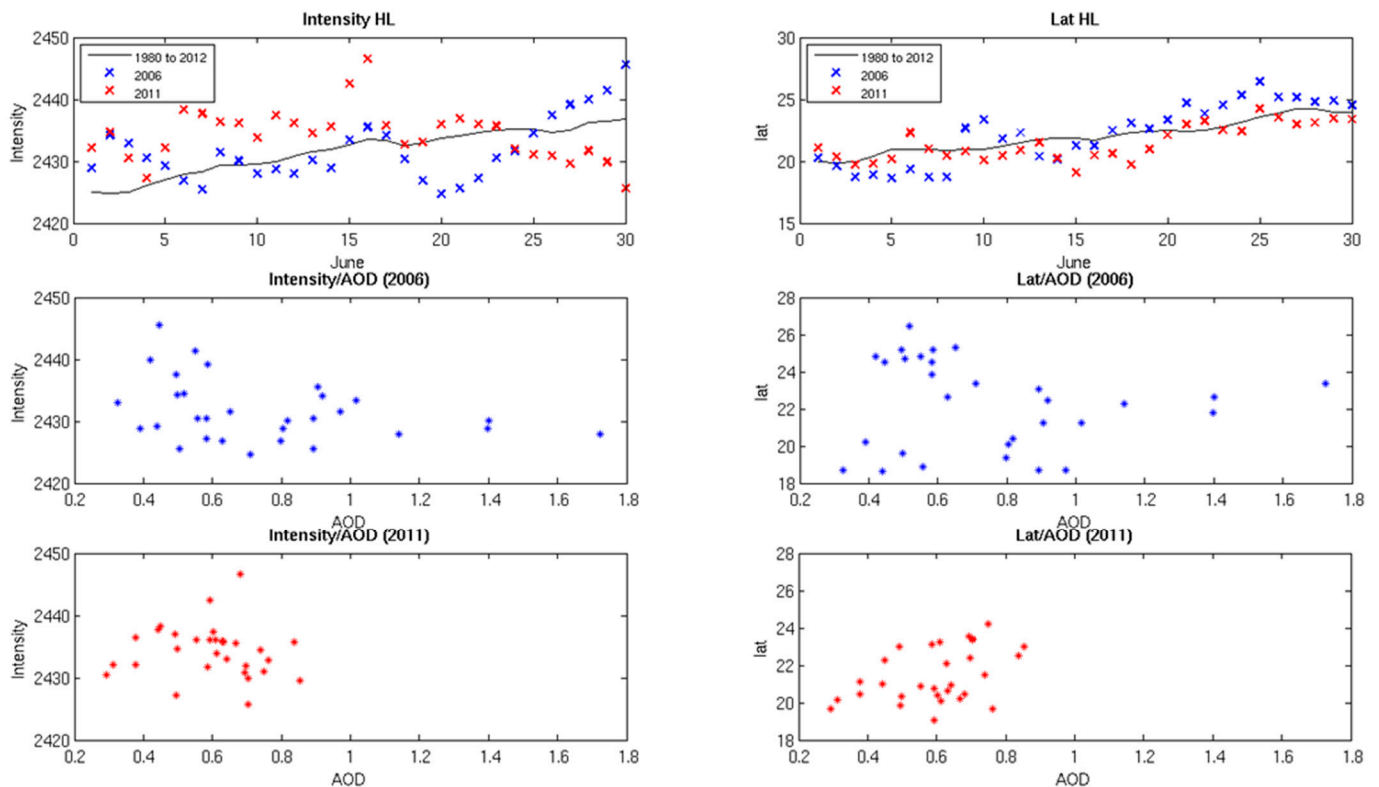 Intensity HL
2450
2440
2430
2420
Intensity
1980 to 2012
2006
2011
0 5 10 15 20 25 30
June
Lat HL
30
25
20
15
lat
1980 to 2012
2006
2011
0 5 10 15 20 25 30
June
Intensity/AOD (2006)
2450
2440
2430
2420
Intensity
0.2 0.4 0.6 0.8 1 1.2 1.4 1.6 1.8
AOD
Lat/AOD (2006)
28
26
24
22
20
18
lat
0.2 0.4 0.6 0.8 1 1.2 1.4 1.6 1.8
AOD
Intensity/AOD (2011)
2450
2440
2430
2420
Intensity
0.2 0.4 0.6 0.8 1 1.2 1.4 1.6 1.8
AOD
Lat/AOD (2011)
28
26
24
22
20
18
lat
0.2 0.4 0.6 0.8 1 1.2 1.4 1.6 1.8
AOD